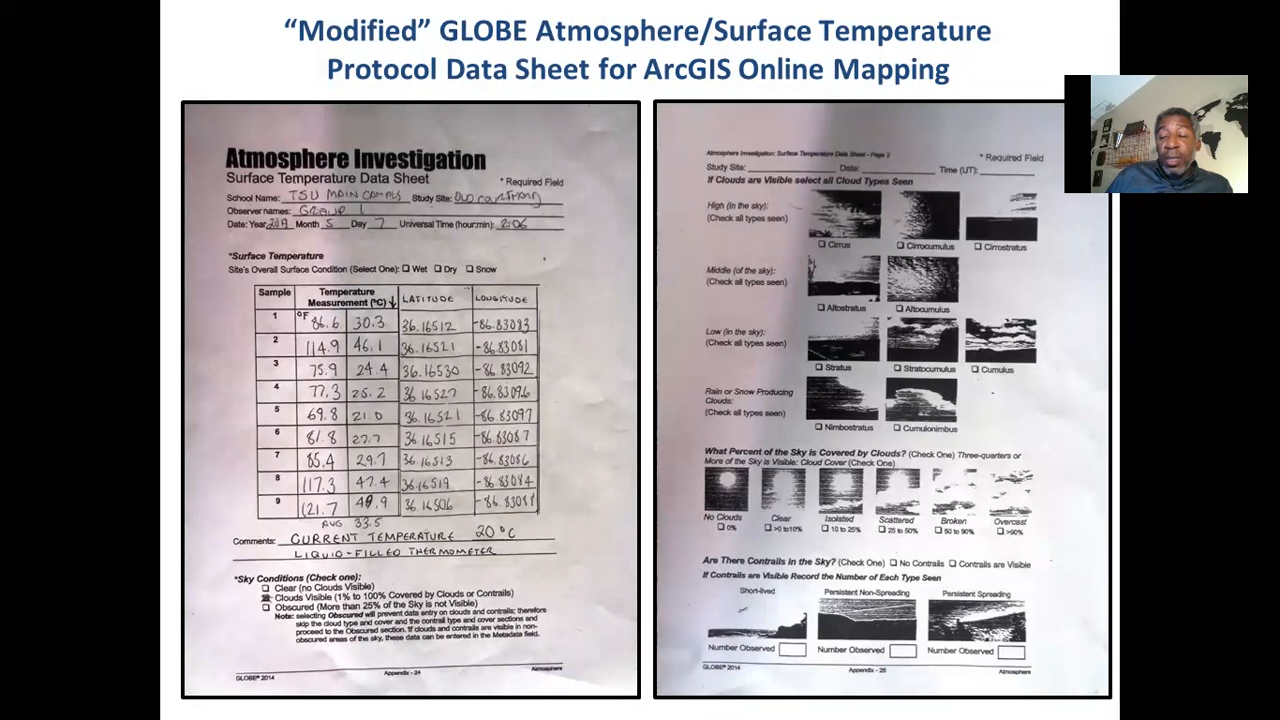 “Modified” GLOBE Atmosphere/Surface Temperature
Protocol Data Sheet for ArcGIS Online Mapping
Atmosphere Investigation
Surface Temperature Data Sheet * Required Field
School Name: TSU MAIN CAMPUS Study Site: OLD COURTYARD
Observer names: GROUP 1
Date: Year 2019 Month 5 Day 7 Universal Time (hour:min): 2:06
*Surface Temperature
Site's Overall Surface Condition (Select One): ☐ Wet ☐ Dry ☐ Snow
Sample Temperature Measurement (°C) ↓ LATITUDE LONGITUDE
1 °F 86.6 30.3 36.16512 -86.83083
2 114.9 46.1 36.16521 -86.83081
3 75.9 24.4 36.16530 -86.83092
4 77.3 25.2 36.16527 -86.83096
5 69.8 21.0 36.16521 -86.83097
6 81.8 27.7 36.16515 -86.83087
7 85.4 29.7 36.16513 -86.83086
8 117.3 47.4 36.16519 -86.83084
9 121.7 49.9 36.16506
AVG 33.5
Comments: CURRENT TEMPERATURE 20°C
LIQUID-FILLED THERMOMETER
*Sky Conditions (Check one):
☐ Clear (no Clouds Visible)
☒ Clouds Visible (1% to 100% Covered by Clouds or Contrails)
☐ Obscured (More than 25% of the Sky is not Visible)
Note: selecting Obscured will prevent data entry on clouds and contrails; therefore
skip the cloud type and cover and the contrail type and cover sections and
proceed to the Obscured section. If clouds and contrails are visible in non-
obscured areas of the sky, these data can be entered in the Metadata field.
GLOBE® 2014 Appendix - 24 Atmosphere
Atmosphere Investigation: Surface Temperature Data Sheet - Page 2 * Required Field
Study Site: Date: Time (UT):
If Clouds are Visible select all Cloud Types Seen
High (in the sky):
(Check all types seen)
☐ Cirrus ☐ Cirrocumulus ☐ Cirrostratus
Middle (of the sky):
(Check all types seen)
☐ Altostratus ☐ Altocumulus
Low (in the sky):
(Check all types seen)
☐ Stratus ☐ Stratocumulus ☐ Cumulus
Rain or Snow Producing
Clouds:
(Check all types seen)
☐ Nimbostratus ☐ Cumulonimbus
What Percent of the Sky is Covered by Clouds? (Check One) Three-quarters or
More of the Sky is Visible: Cloud Cover (Check One)
No Clouds Clear Isolated Scattered Broken Overcast
☐ 0% ☐ >0 to10% ☐ 10 to 25% ☐ 25 to 50% ☐ 50 to 90% ☐ >90%
Are There Contrails in the Sky? (Check One) ☐ No Contrails ☐ Contrails are Visible
If Contrails are Visible Record the Number of Each Type Seen
Short-lived Persistent Non-Spreading Persistent Spreading
Number Observed Number Observed Number Observed
GLOBE® 2014 Appendix - 25 Atmosphere